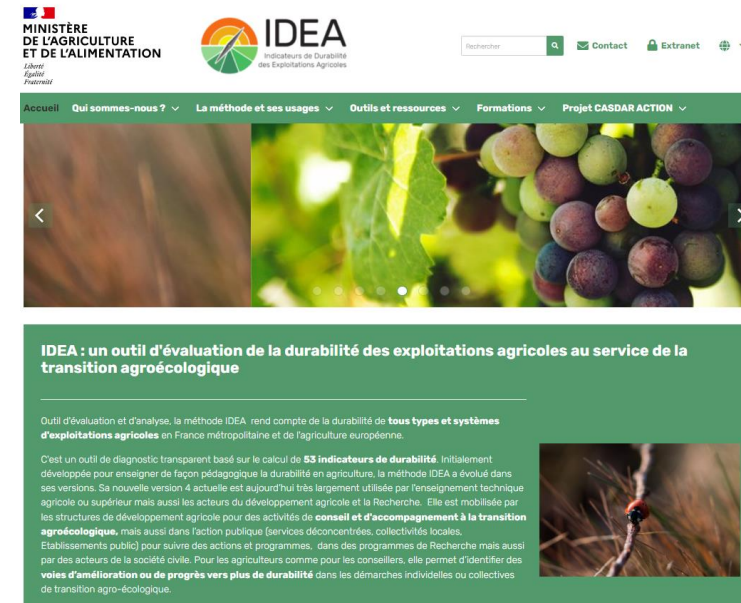 MINISTÈRE
DE L'AGRICULTURE
ET DE L'ALIMENTATION
Liberté
Égalité
Fraternité
IDEA
Indicateurs de Durabilité
des Exploitations Agricoles
Rechercher
Contact
Extranet
Accueil Qui sommes-nous ? La méthode et ses usages Outils et ressources Formations Projet CASDAR ACTION
IDEA : un outil d'évaluation de la durabilité des exploitations agricoles au service de la
transition agroécologique
Outil d'évaluation et d'analyse, la méthode IDEA rend compte de la durabilité de tous types et systèmes
d'exploitations agricoles en France métropolitaine et de l'agriculture européenne.
C'est un outil de diagnostic transparent basé sur le calcul de 53 indicateurs de durabilité. Initialement
développée pour enseigner de façon pédagogique la durabilité en agriculture, la méthode IDEA a évolué dans
ses versions. Sa nouvelle version 4 actuelle est aujourd'hui très largement utilisée par l'enseignement technique
agricole ou supérieur mais aussi les acteurs du développement agricole et la Recherche. Elle est mobilisée par
les structures de développement agricole pour des activités de conseil et d'accompagnement à la transition
agroécologique, mais aussi dans l'action publique (services déconcentrées, collectivités locales,
Etablissements public) pour suivre des actions et programmes, dans des programmes de Recherche mais aussi
par des acteurs de la société civile. Pour les agriculteurs comme pour les conseillers, elle permet d'identifier des
voies d'amélioration ou de progrès vers plus de durabilité dans les démarches individelles ou collectives
de transition agro-écologique.